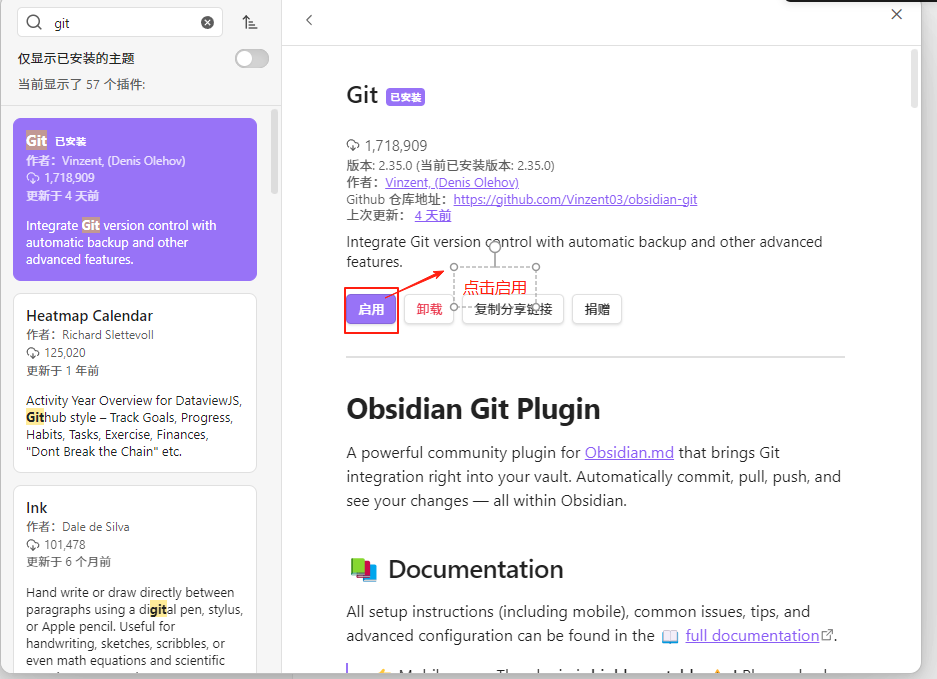 git
仅显示已安装的主题
当前显示了 57 个插件:
Git 已安装
作者：Vinzent, (Denis Olehov)
1,718,909
更新于 4 天前
Integrate Git version control with
automatic backup and other
advanced features.
Heatmap Calendar
作者：Richard Slettevoll
125,020
更新于 1 年前
Activity Year Overview for DataviewJS,
Github style – Track Goals, Progress,
Habits, Tasks, Exercise, Finances,
"Dont Break the Chain" etc.
Ink
作者：Dale de Silva
101,478
更新于 6 个月前
Hand write or draw directly between
paragraphs using a digital pen, stylus,
or Apple pencil. Useful for
handwriting, sketches, scribbles, or
even math equations and scientific
Git 已安装
1,718,909
版本: 2.35.0 (当前已安装版本: 2.35.0)
作者：Vinzent, (Denis Olehov)
Github 仓库地址：https://github.com/Vinzent03/obsidian-git
上次更新： 4 天前
Integrate Git version control with automatic backup and other advanced
features.
点击启用
启用 卸载 复制分享链接 捐赠
Obsidian Git Plugin
A powerful community plugin for Obsidian.md that brings Git
integration right into your vault. Automatically commit, pull, push, and
see your changes — all within Obsidian.
📚 Documentation
All setup instructions (including mobile), common issues, tips, and
advanced configuration can be found in the 📖 full documentation.